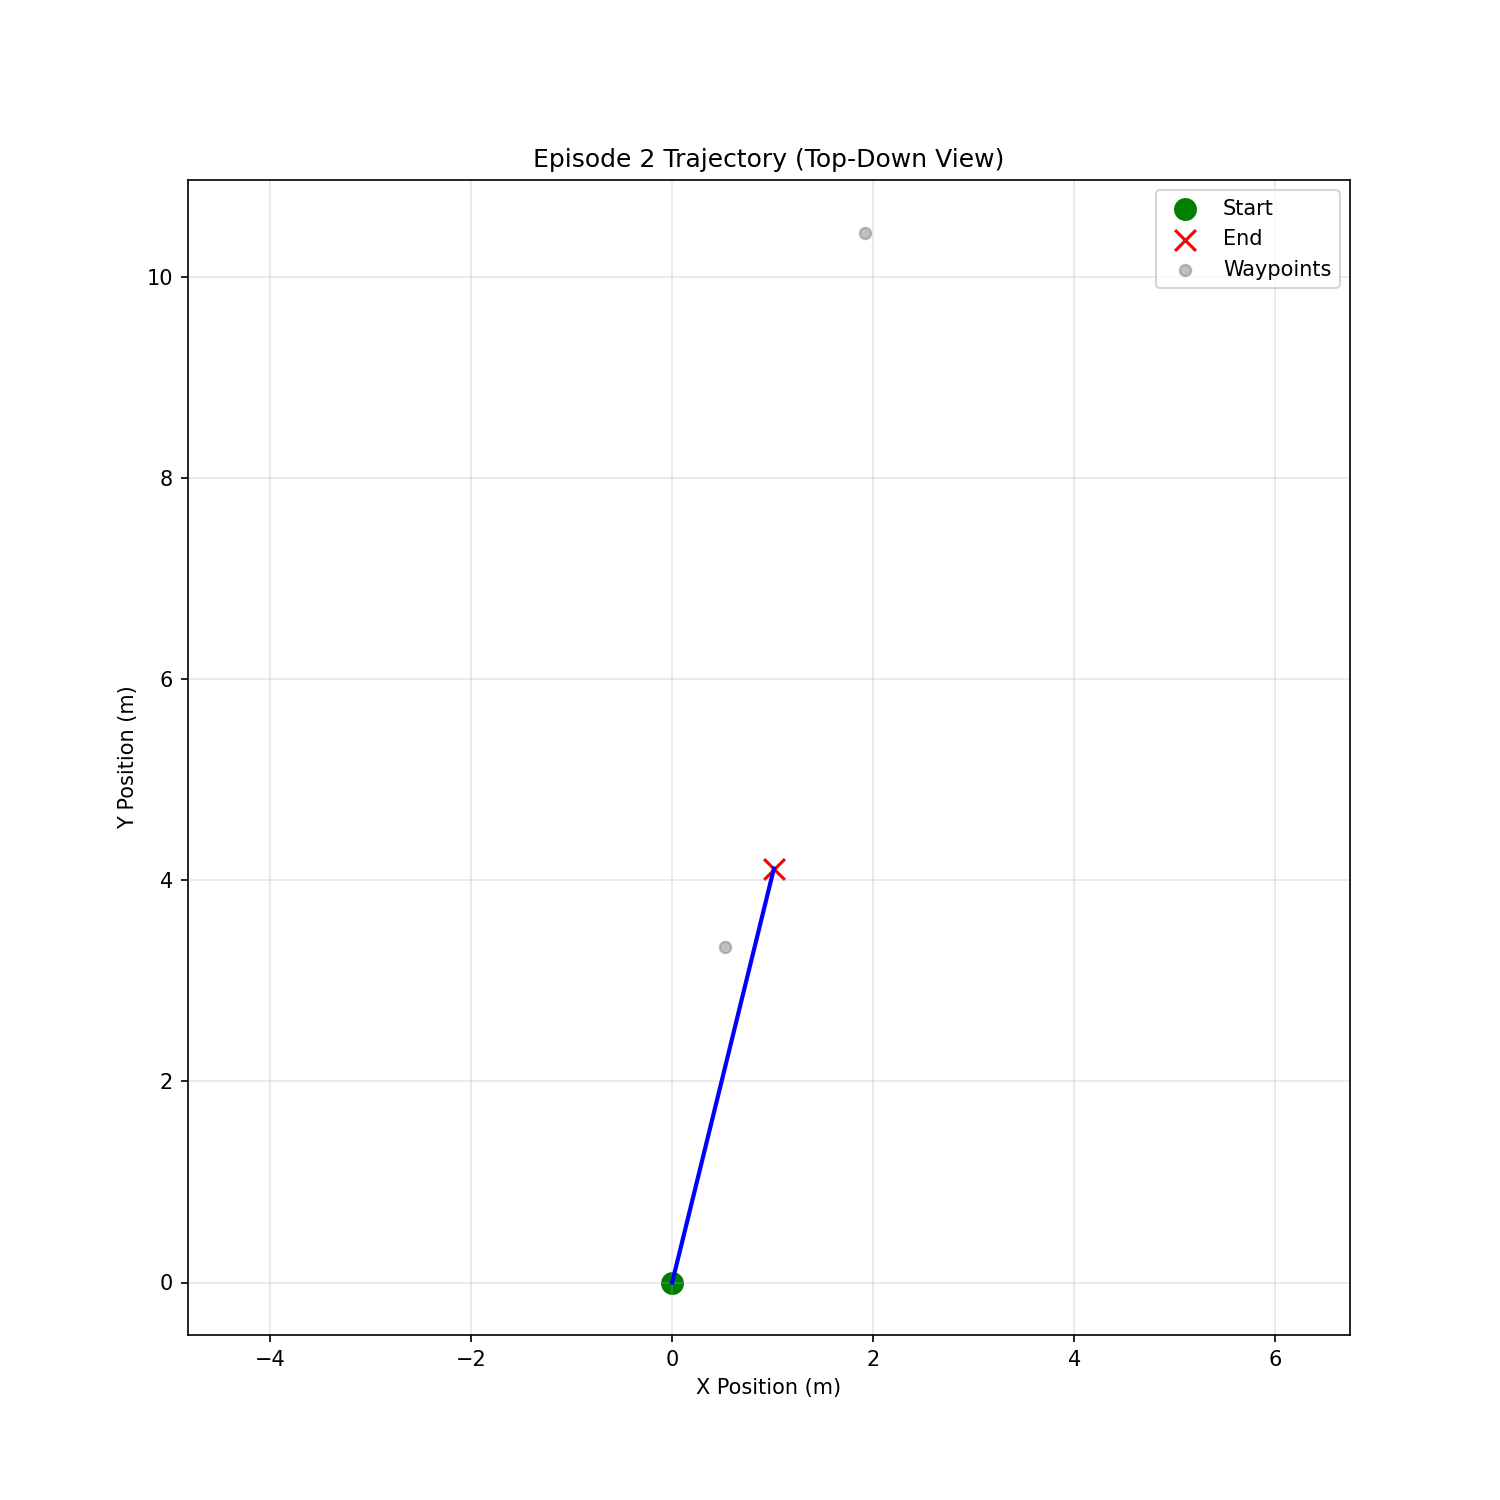 Episode 2 Trajectory (Top-Down View)
Start
End
Waypoints
10
8
6
4
2
0
Y Position (m)
−4
−2
0
2
4
6
X Position (m)